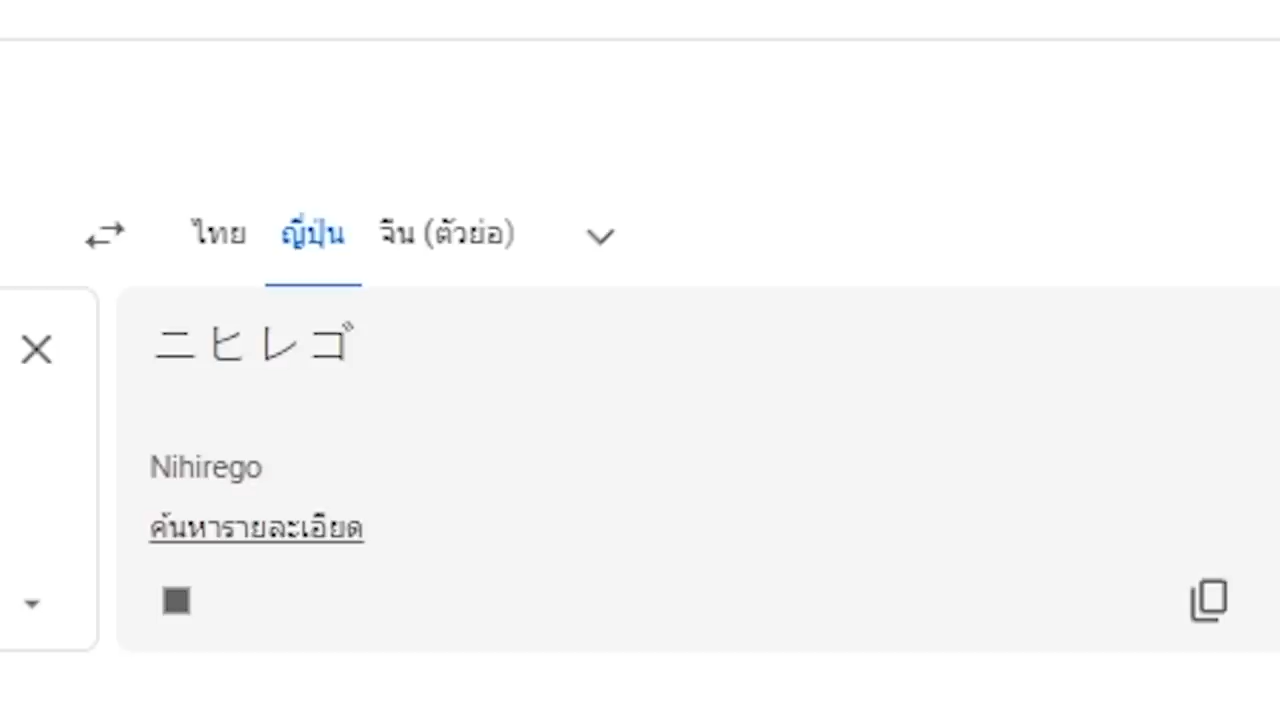 ไทย ญี่ปุ่น จีน (ตัวย่อ)
ニヒレゴ
Nihirego
ค้นหารายละเอียด